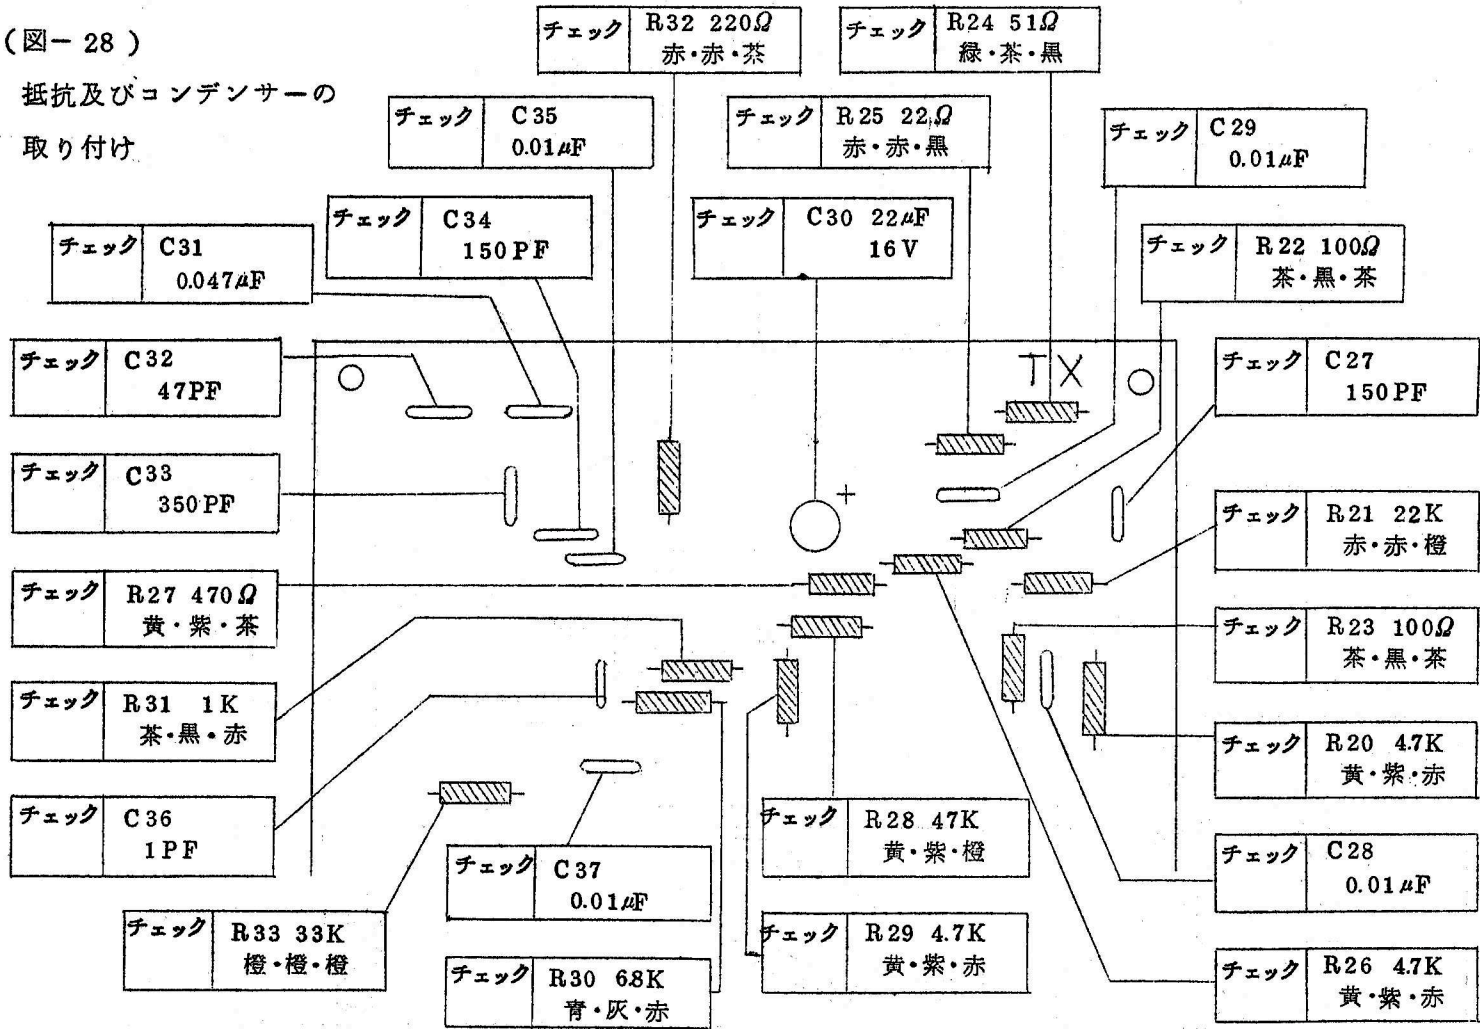 (図－28)
抵抗及びコンデンサーの
取り付け
チェック R32 220Ω
赤・赤・茶
チェック R24 51Ω
緑・茶・黒
チェック C35
0.01μF
チェック R25 22Ω
赤・赤・黒
チェック C29
0.01μF
チェック C34
150PF
チェック C30 22μF
16V
チェック C31
0.047μF
チェック R22 100Ω
茶・黒・茶
チェック C32
47PF
TX
チェック C27
150PF
チェック C33
350PF
+
チェック R21 22K
赤・赤・橙
チェック R27 470Ω
黄・紫・茶
チェック R23 100Ω
茶・黒・茶
チェック R31 1K
茶・黒・赤
チェック R20 4.7K
黄・紫・赤
チェック C36
1PF
チェック R28 47K
黄・紫・橙
チェック C37
0.01μF
チェック C28
0.01μF
チェック R33 33K
橙・橙・橙
チェック R29 4.7K
黄・紫・赤
チェック R30 6.8K
青・灰・赤
チェック R26 4.7K
黄・紫・赤